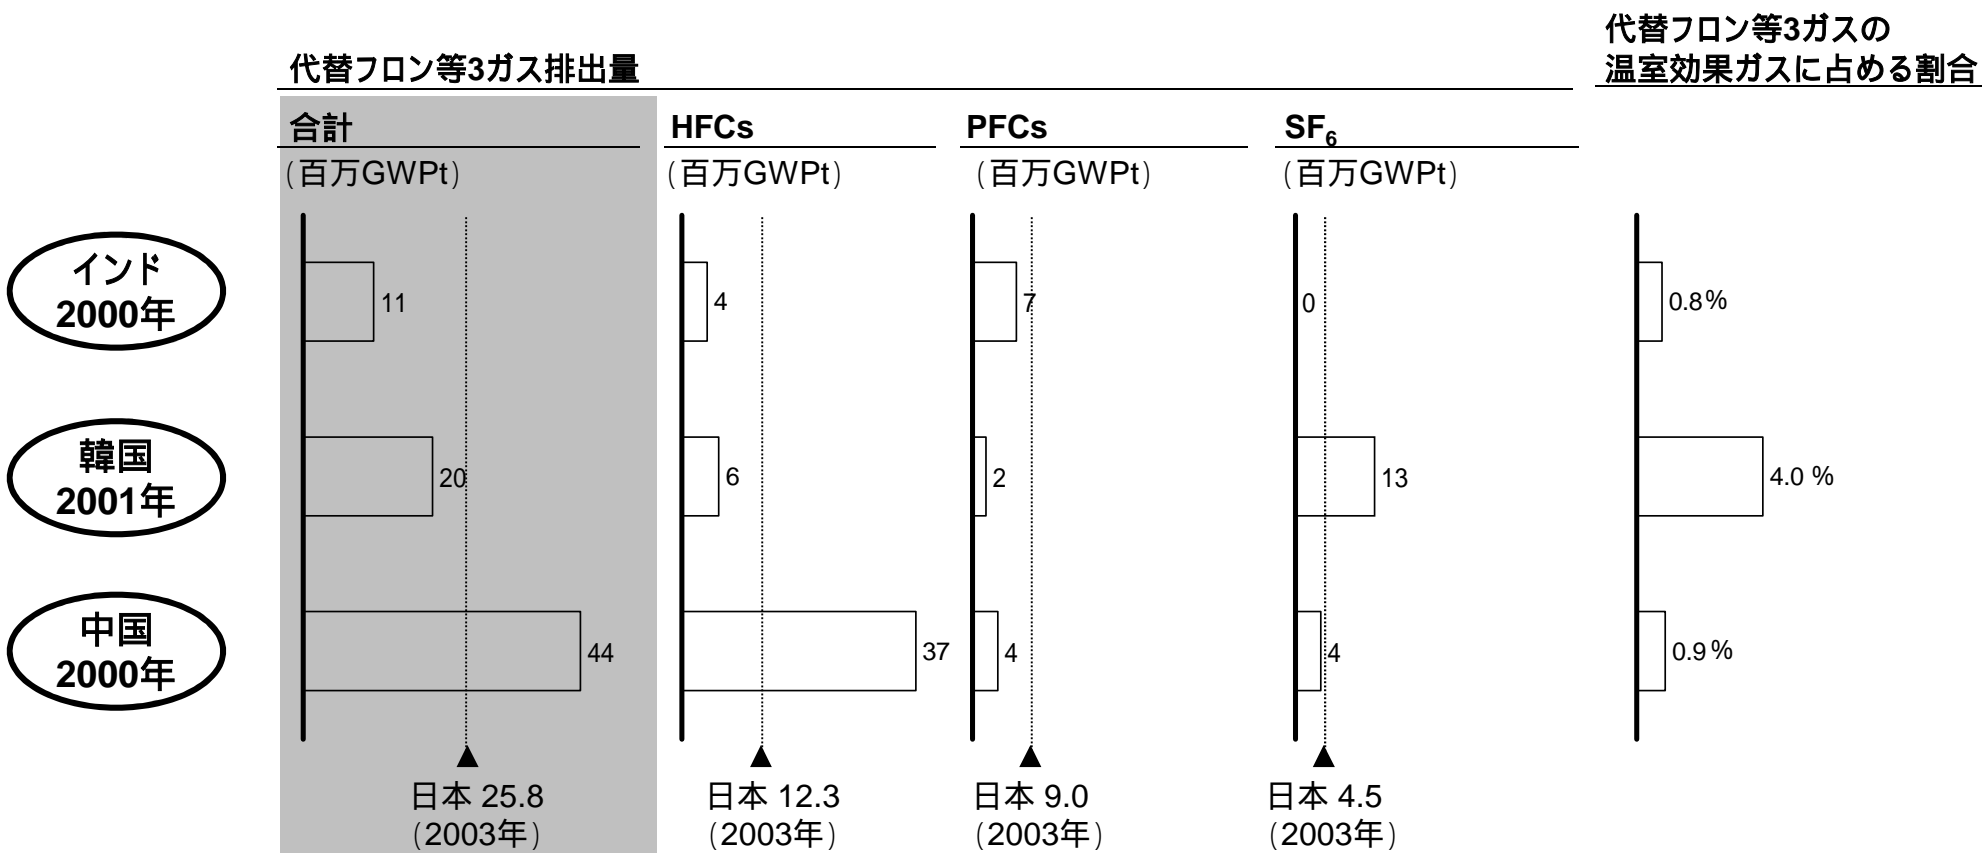 代替フロン等3ガスの
温室効果ガスに占める割合
代替フロン等3ガス排出量
合計
HFCs
PFCs
SF6
(百万GWPt)
(百万GWPt)
(百万GWPt)
(百万GWPt)
インド
2000年
11
4
7
0
0.8%
韓国
2001年
20
6
2
13
4.0 %
中国
2000年
44
37
4
4
0.9%
▲
▲
▲
▲
日本 25.8
(2003年)
日本 12.3
(2003年)
日本 9.0
(2003年)
日本 4.5
(2003年)